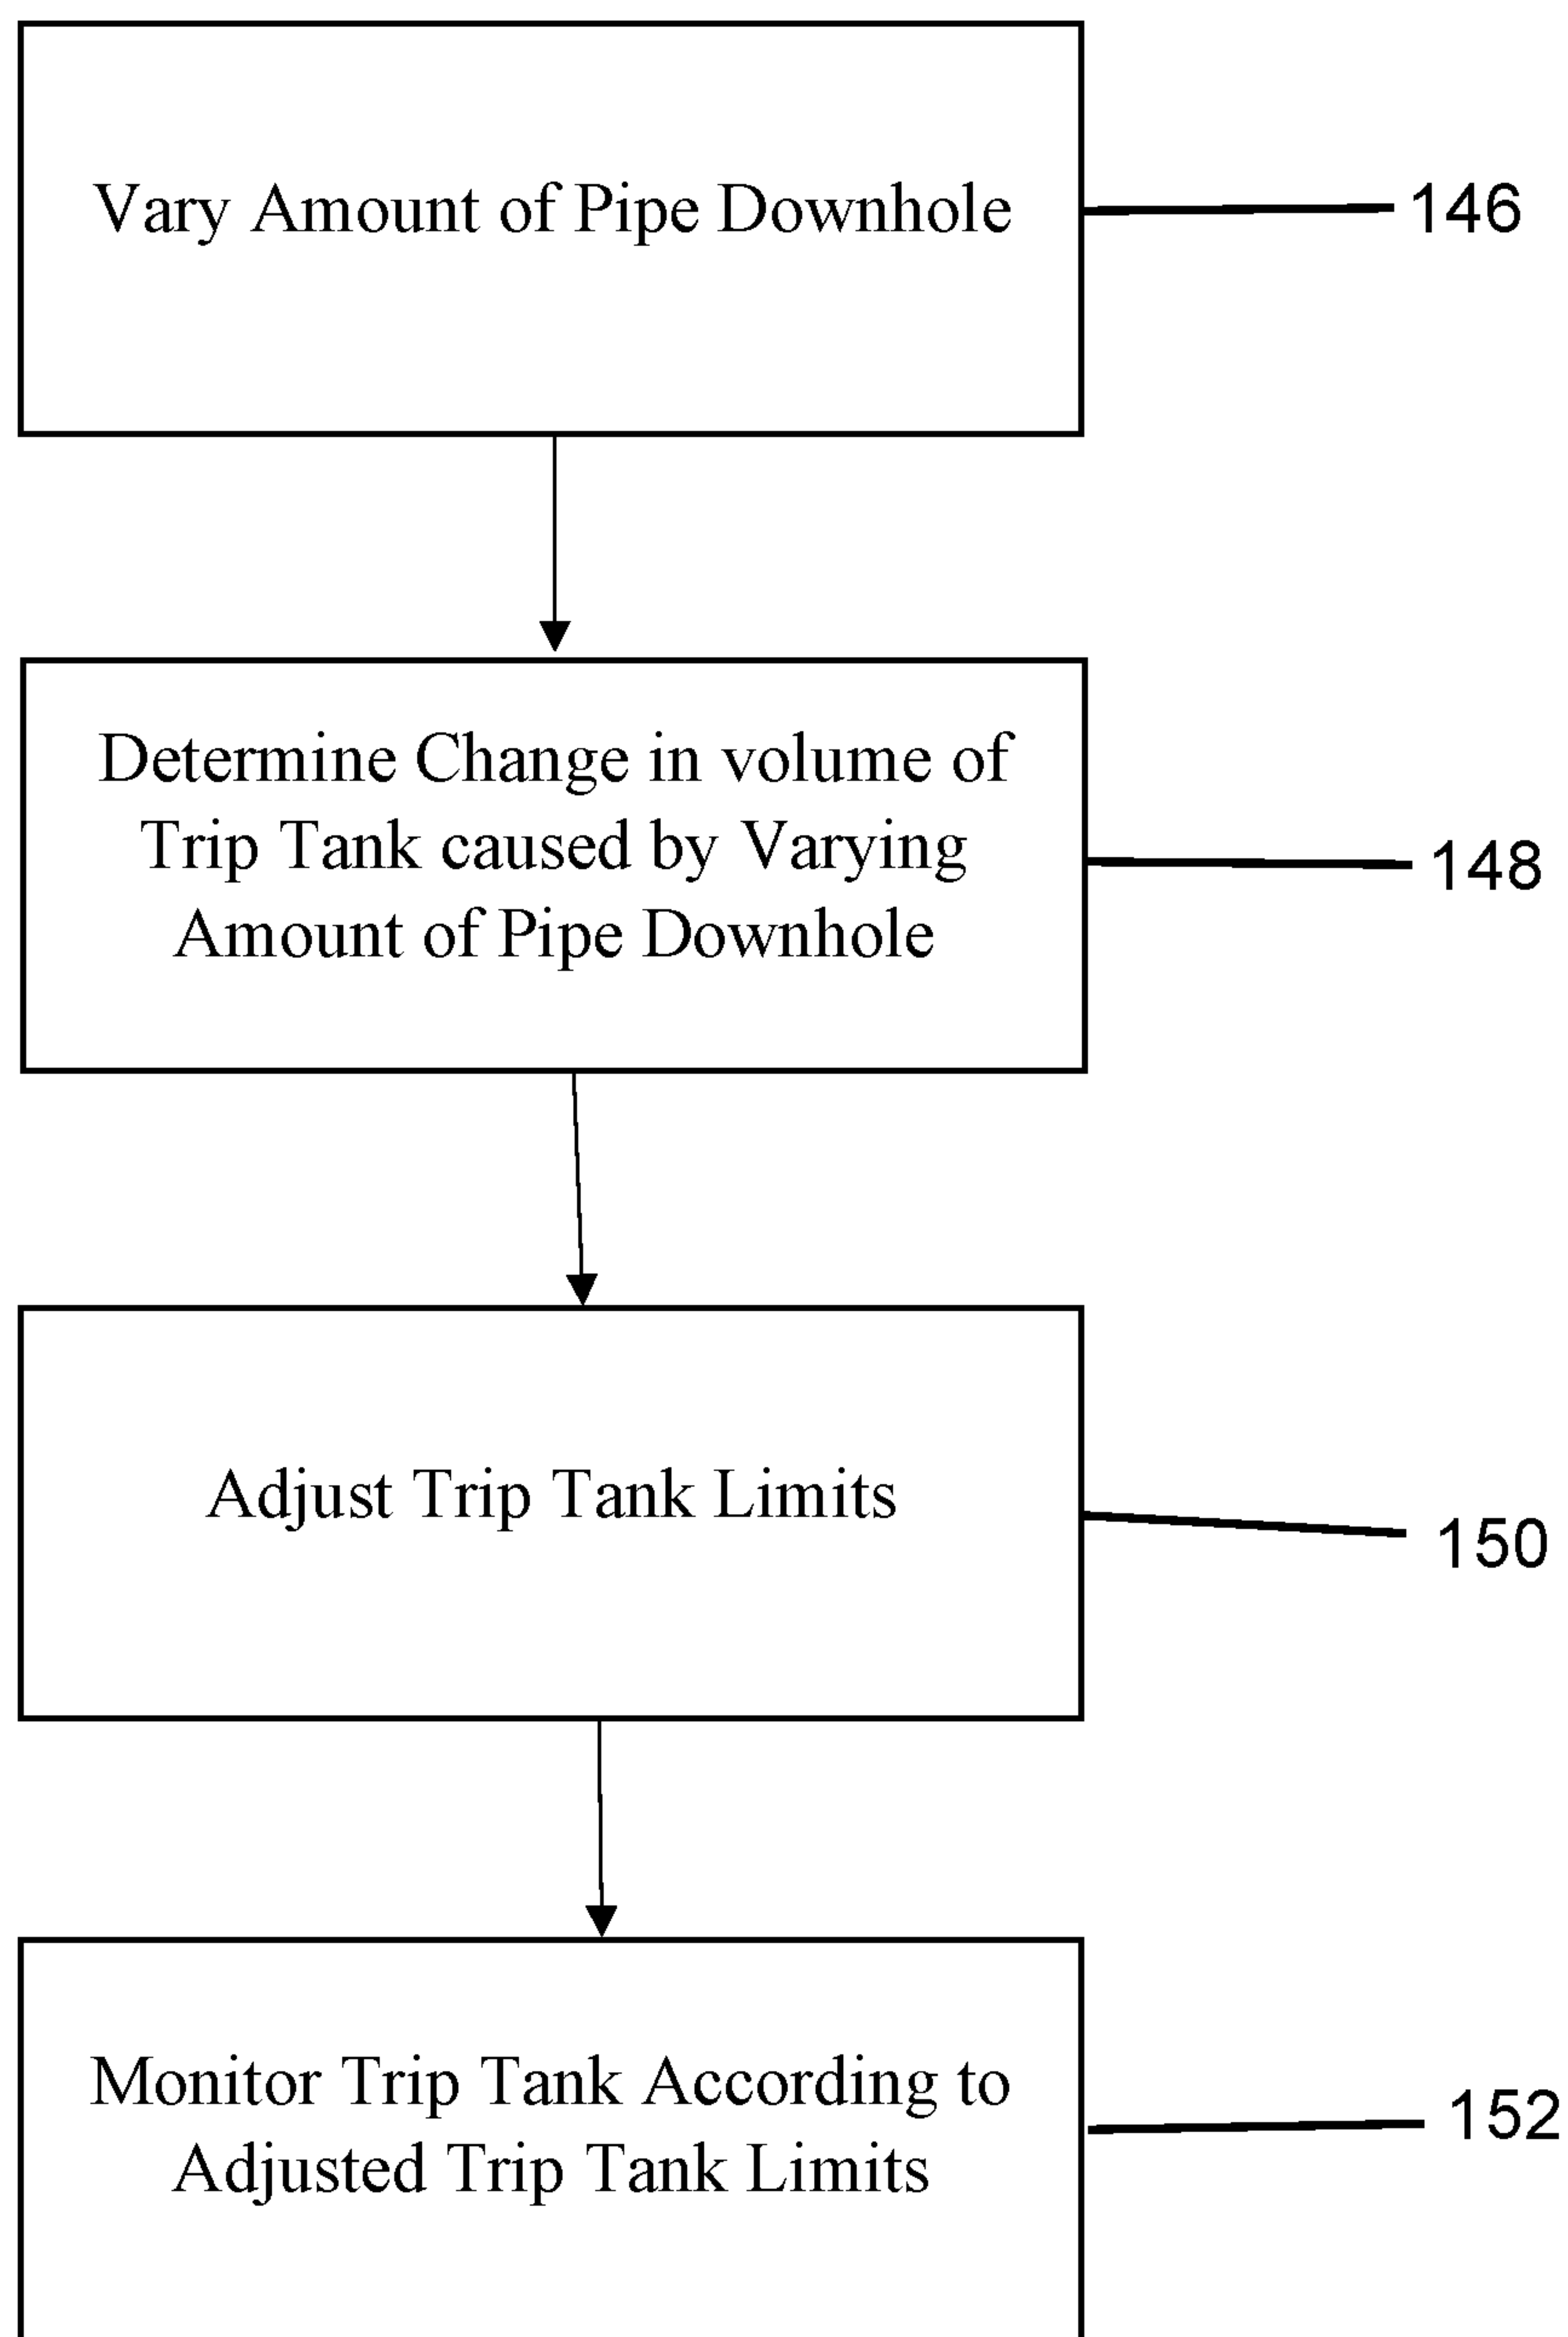 Vary Amount of Pipe Downhole
146
Determine Change in volume of
Trip Tank caused by Varying
Amount of Pipe Downhole
148
Adjust Trip Tank Limits
150
Monitor Trip Tank According to
Adjusted Trip Tank Limits
152